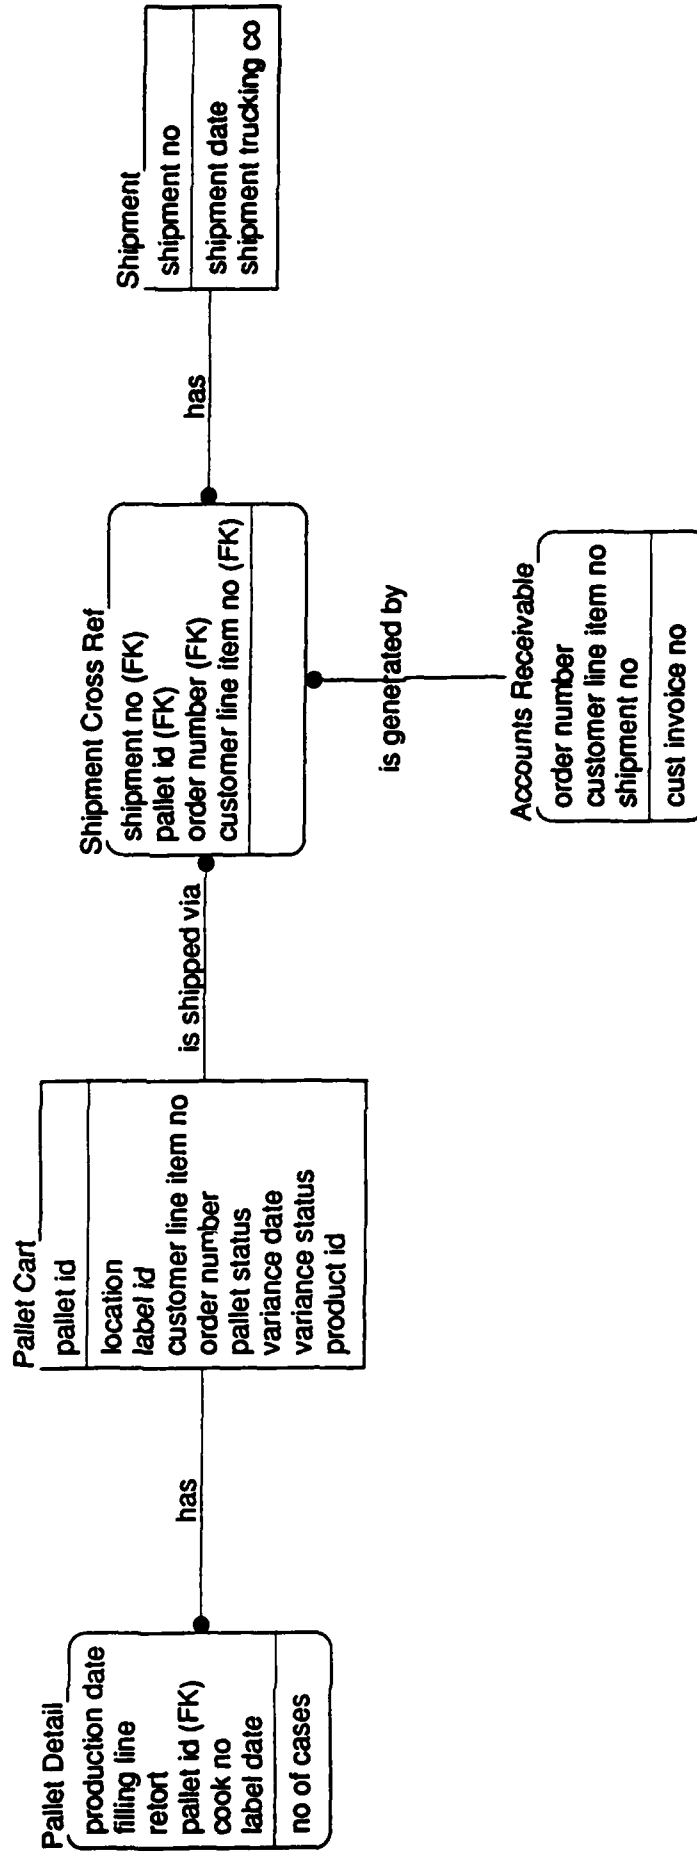 Pallet Detail
production date
filling line
retort
pallet id (FK)
cook no
label date
no of cases
has
Pallet Cart
pallet id
location
label id
customer line item no
order number
pallet status
variance date
variance status
product id
is shipped via
Shipment Cross Ref
shipment no (FK)
pallet id (FK)
order number (FK)
customer line item no (FK)
has
Shipment
shipment no
shipment date
shipment trucking co
is generated by
Accounts Receivable
order number
customer line item no
shipment no
cust invoice no